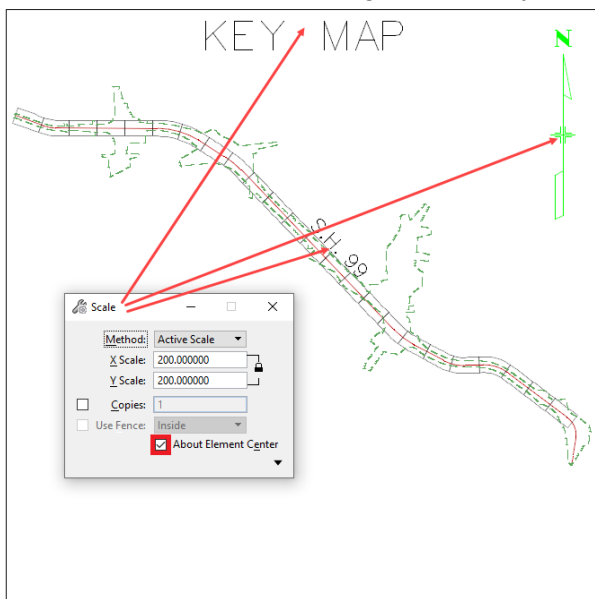 KEY MAP
N
S.H. 99
Scale
Method: Active Scale
X Scale: 200.000000
Y Scale: 200.000000
Copies: 1
Use Fence: Inside
About Element Center